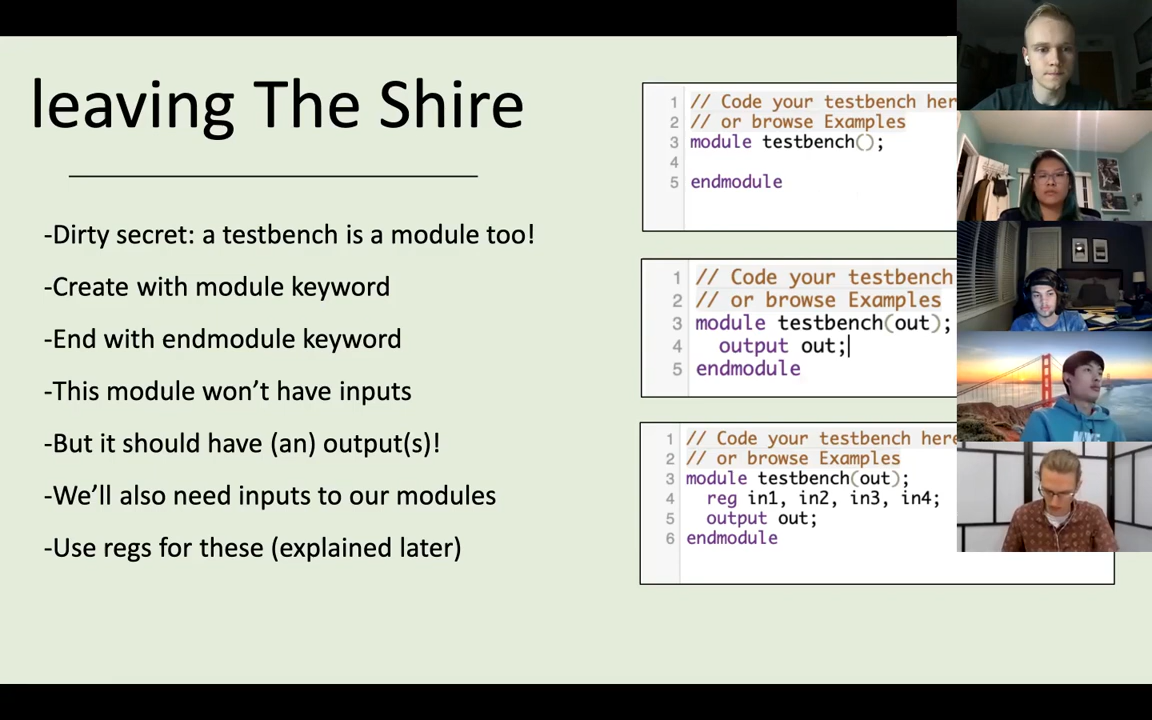 leaving The Shire
-Dirty secret: a testbench is a module too!
-Create with module keyword
-End with endmodule keyword
-This module won’t have inputs
-But it should have (an) output(s)!
-We’ll also need inputs to our modules
-Use regs for these (explained later)
1 // Code your testbench her
2 // or browse Examples
3 module testbench();
4
5 endmodule
1 // Code your testbench
2 // or browse Examples
3 module testbench(out);
4 output out;
5 endmodule
1 // Code your testbench here
2 // or browse Examples
3 module testbench(out);
4 reg in1, in2, in3, in4;
5 output out;
6 endmodule